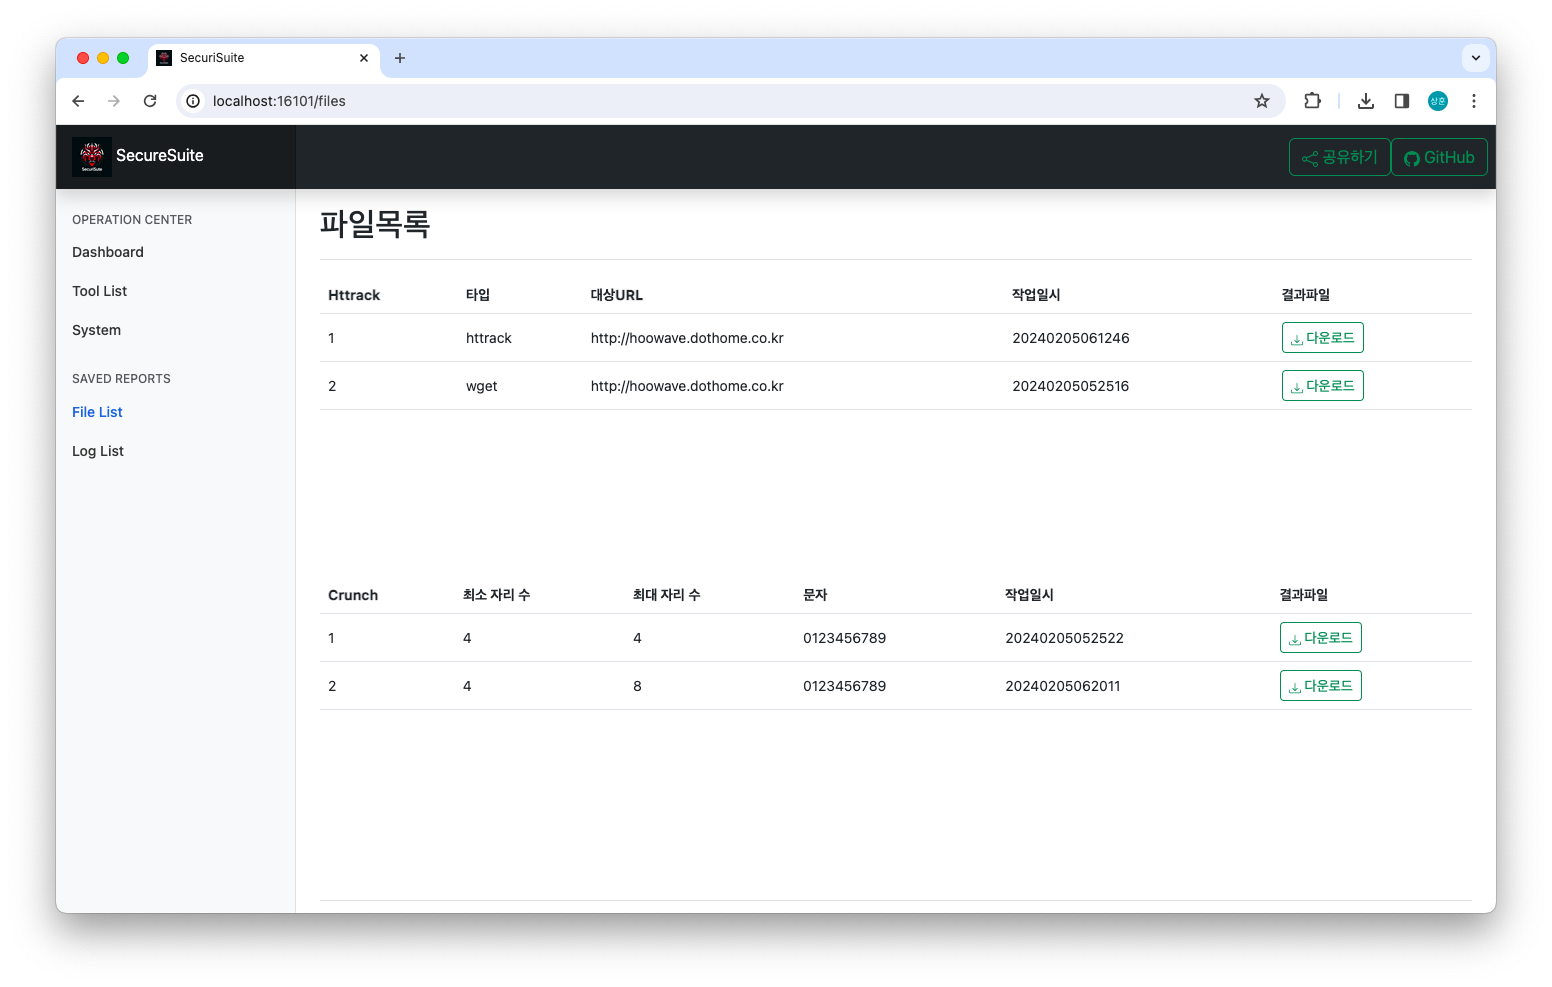 SecuriSuite
localhost:16101/files
상훈
SecuriSuite
SecureSuite
공유하기
GitHub
OPERATION CENTER
Dashboard
Tool List
System
SAVED REPORTS
File List
Log List
파일목록
Httrack 타입 대상URL 작업일시 결과파일
1 httrack http://hoowave.dothome.co.kr 20240205061246 다운로드
2 wget http://hoowave.dothome.co.kr 20240205052516 다운로드
Crunch 최소 자리 수 최대 자리 수 문자 작업일시 결과파일
1 4 4 0123456789 20240205052522 다운로드
2 4 8 0123456789 20240205062011 다운로드